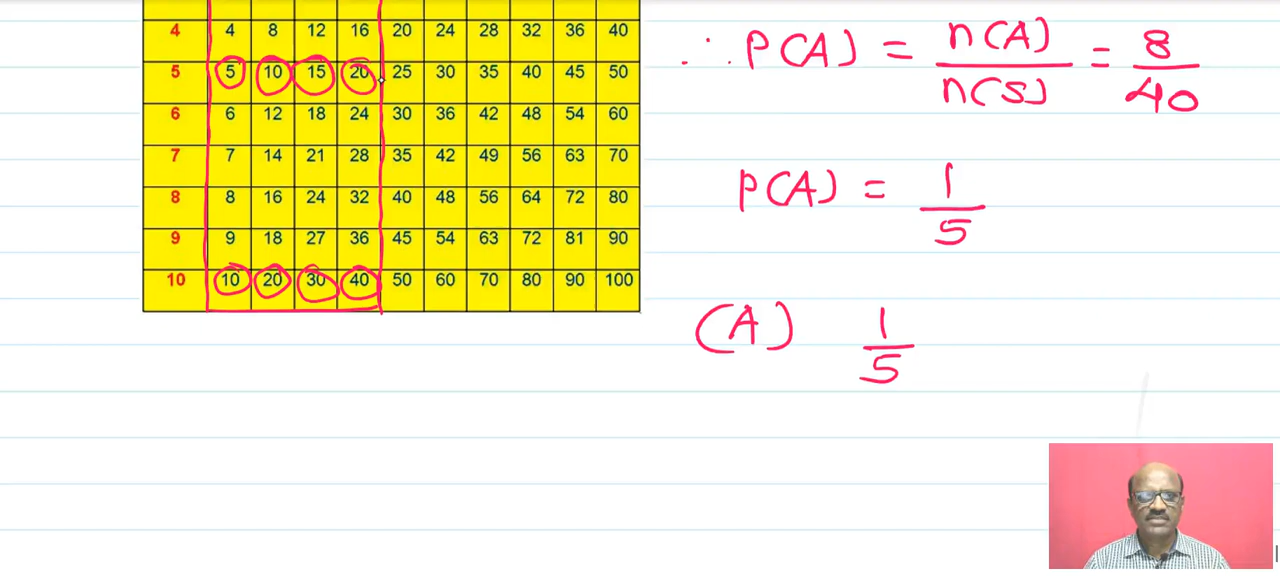 4 4 8 12 16 20 24 28 32 36 40
5 5 10 15 20 25 30 35 40 45 50
6 6 12 18 24 30 36 42 48 54 60
7 7 14 21 28 35 42 49 56 63 70
8 8 16 24 32 40 48 56 64 72 80
9 9 18 27 36 45 54 63 72 81 90
10 10 20 30 40 50 60 70 80 90 100
∴ P(A) = n(A)/n(S) = 8/40
P(A) = 1/5
(A) 1/5